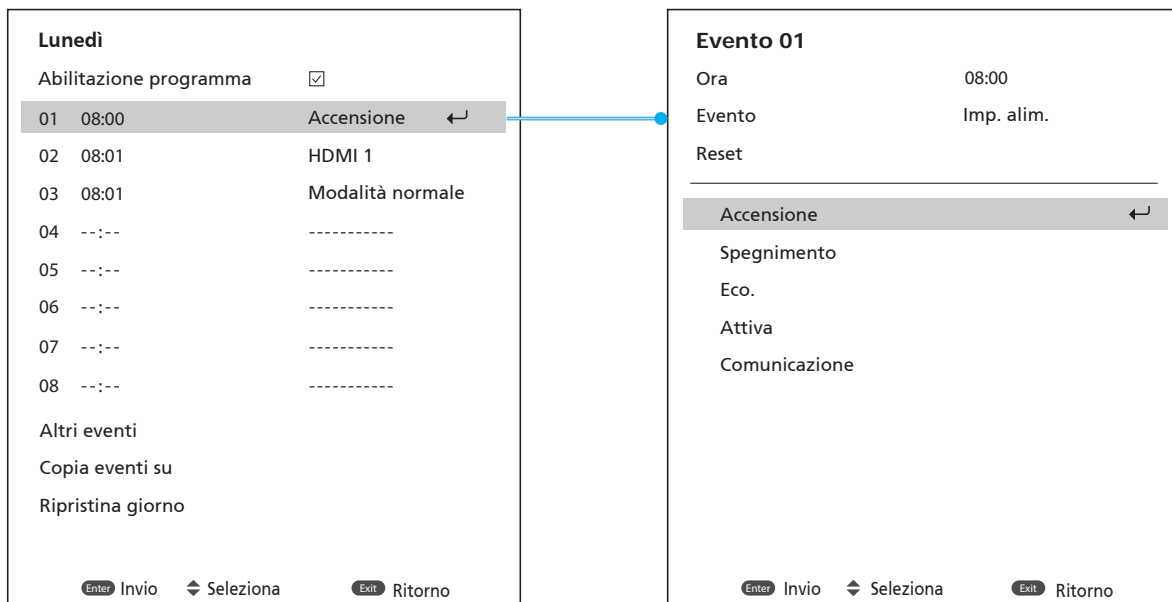 Lunedì
Abilitazione programma
01 08:00 Accensione
02 08:01 HDMI 1
03 08:01 Modalità normale
04 --:-- -----------
05 --:-- -----------
06 --:-- -----------
07 --:-- -----------
08 --:-- -----------
Altri eventi
Copia eventi su
Ripristina giorno
Enter Invio Seleziona Exit Ritorno
Evento 01
Ora 08:00
Evento Imp. alim.
Reset
Accensione
Spegnimento
Eco.
Attiva
Comunicazione
Enter Invio Seleziona Exit Ritorno